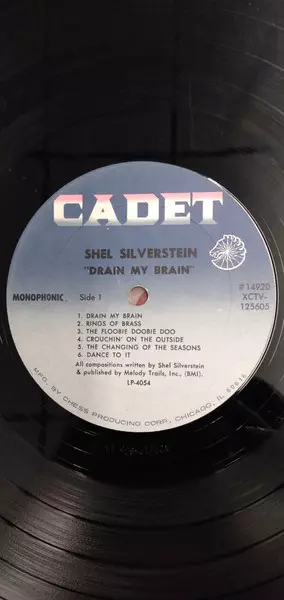 CADET
SHEL SILVERSTEIN
"DRAIN MY BRAIN"
MONOPHONIC Side 1
#14920
XCTV-
125605
1. DRAIN MY BRAIN
2. RINGS OF BRASS
3. THE FLOOBIE DOOBIE DOO
4. CROUCHIN' ON THE OUTSIDE
5. THE CHANGING OF THE SEASONS
6. DANCE TO IT
All compositions written by Shel Silverstein
& published by Melody Trails, Inc., (BMI).
LP-4054
MFG. BY CHESS PRODUCING CORP., CHICAGO, IL 60616